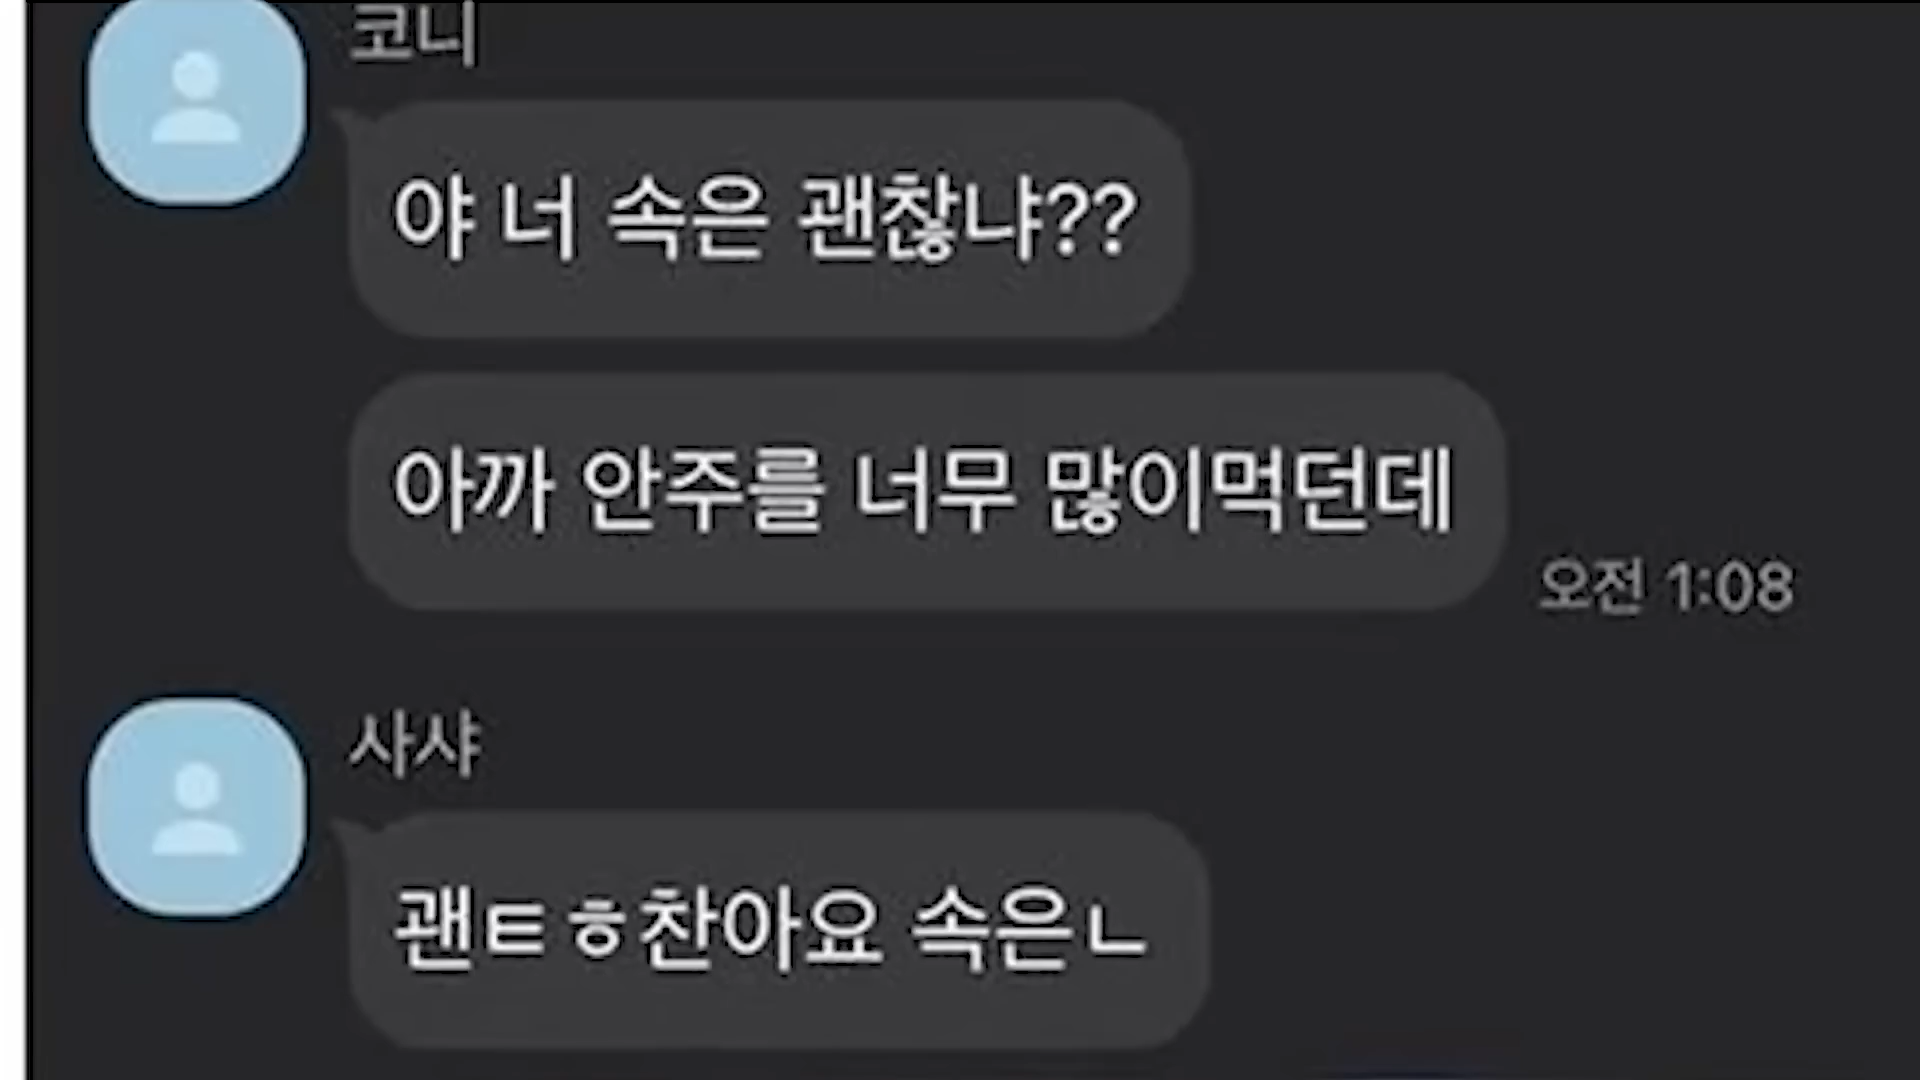 코니
야 너 속은 괜찮냐??
아까 안주를 너무 많이먹던데
오전 1:08
사샤
괜ㅌㅎ찬아요 속은ㄴ